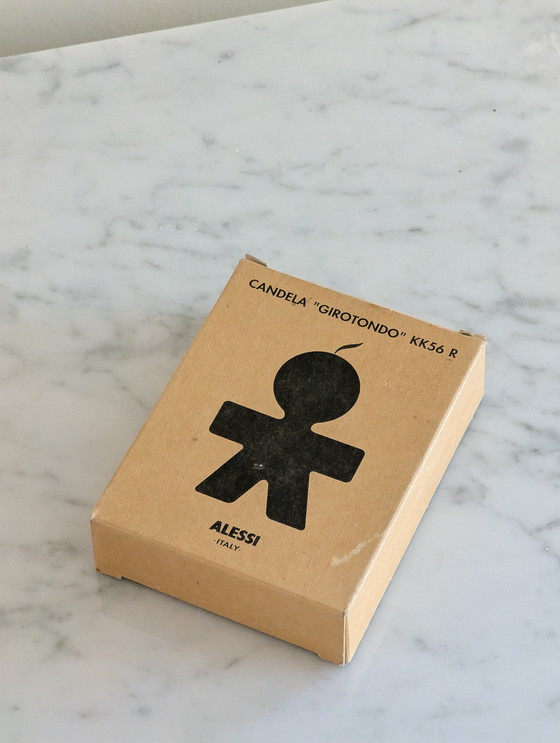 CANDELA "GIROTONDO" KK56 R
ALESSI
·ITALY·